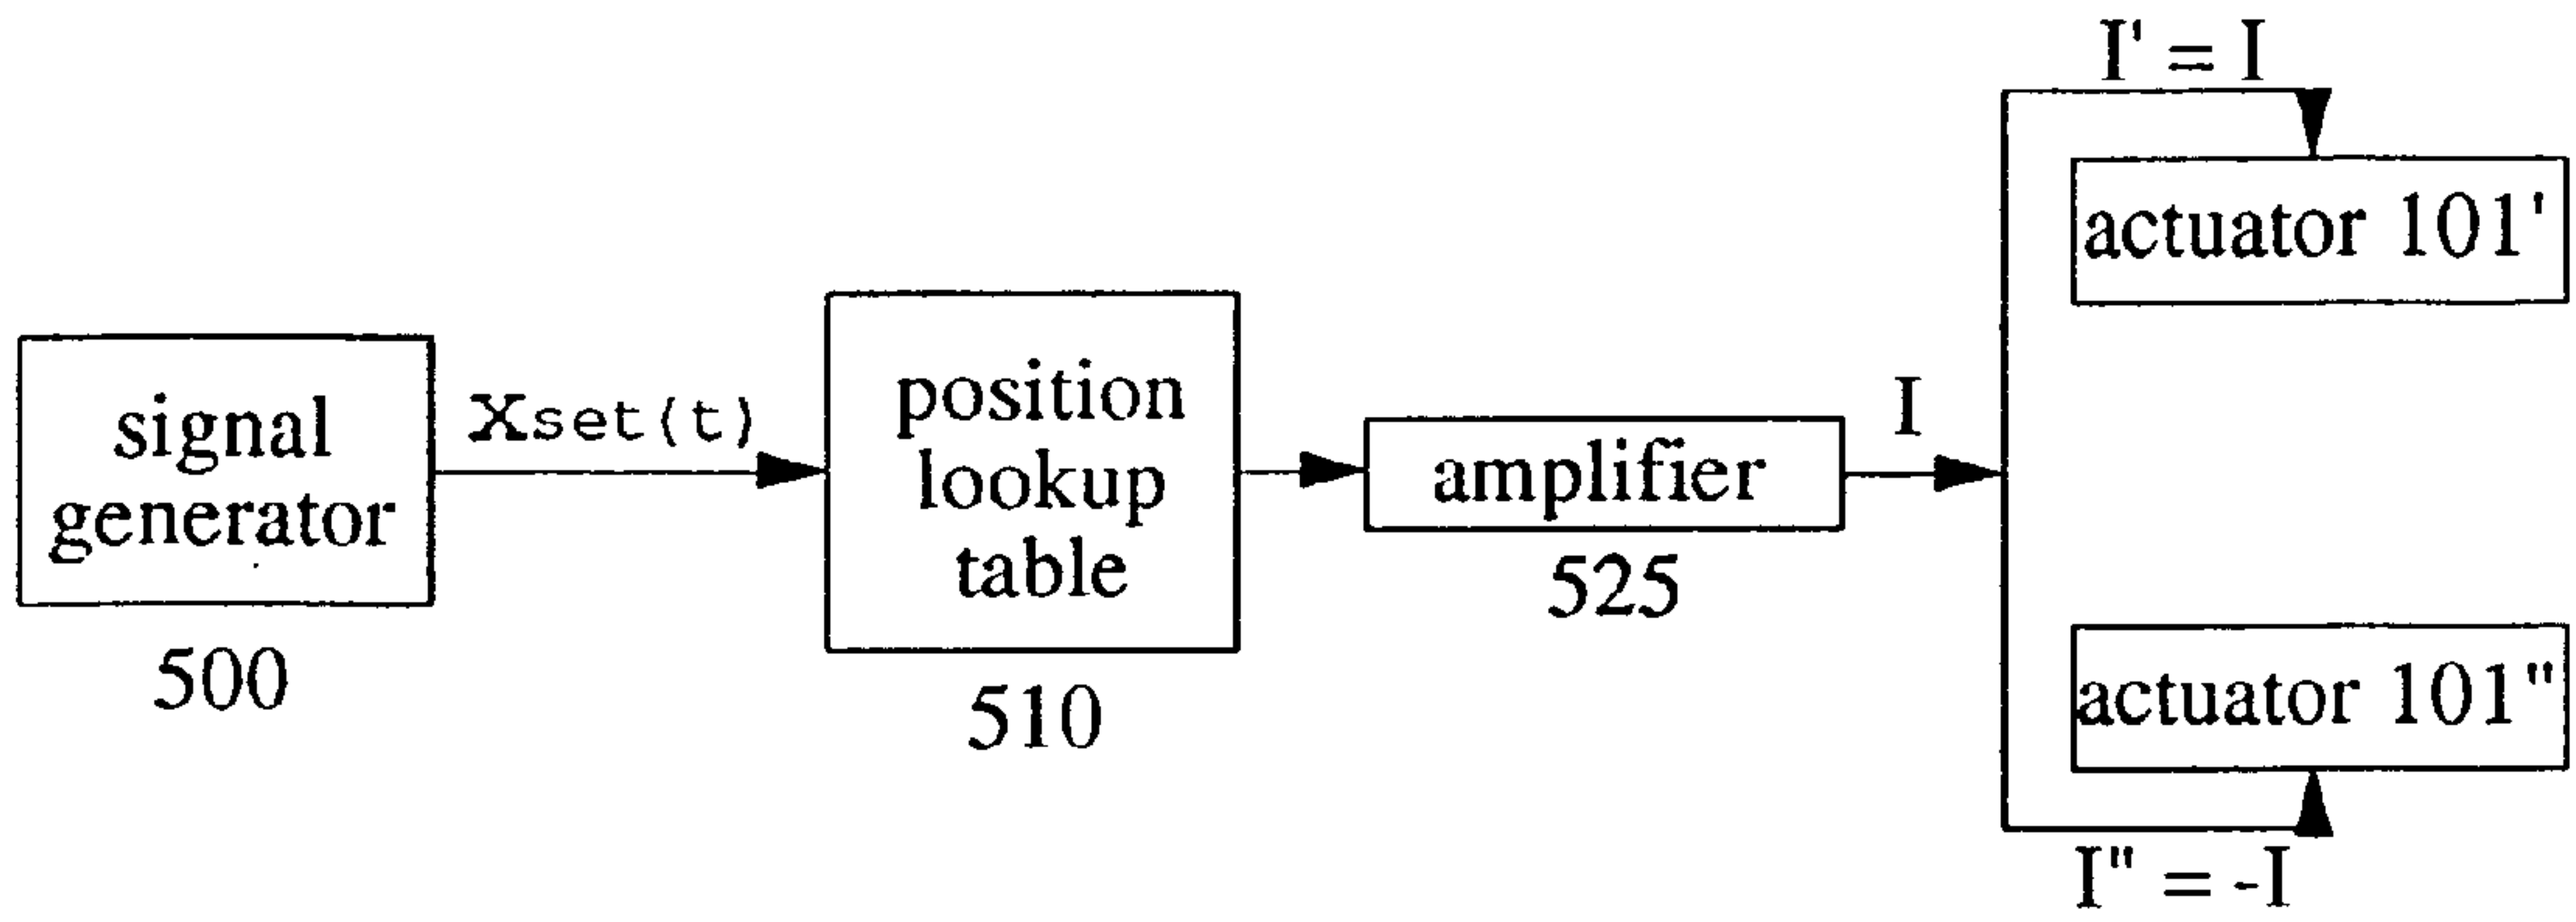 signal
generator
500
Xset(t)
position
lookup
table
510
amplifier
525
I
I' = I
actuator 101'
actuator 101"
I" = -I